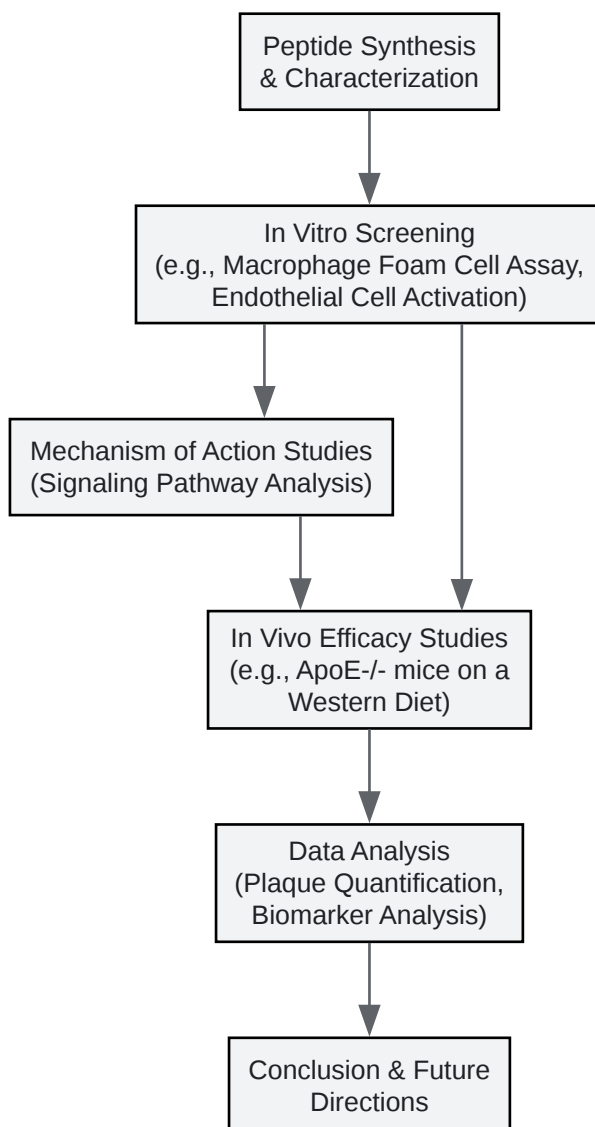 Peptide Synthesis
& Characterization
In Vitro Screening
(e.g., Macrophage Foam Cell Assay,
Endothelial Cell Activation)
Mechanism of Action Studies
(Signaling Pathway Analysis)
In Vivo Efficacy Studies
(e.g., ApoE-/- mice on a
Western Diet)
Data Analysis
(Plaque Quantification,
Biomarker Analysis)
Conclusion & Future
Directions